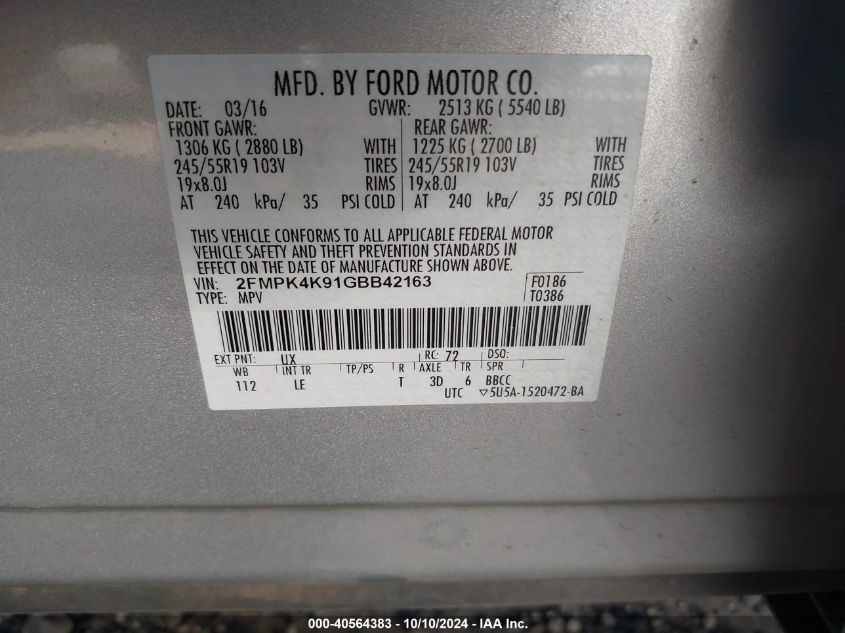 MFD. BY FORD MOTOR CO.
DATE: 03/16 GVWR: 2513 KG ( 5540 LB)
FRONT GAWR: REAR GAWR:
1306 KG ( 2880 LB) WITH 1225 KG ( 2700 LB) WITH
245/55R19 103V TIRES 245/55R19 103V TIRES
19x8.0J RIMS 19x8.0J RIMS
AT 240 kPa/ 35 PSI COLD AT 240 kPa/ 35 PSI COLD
THIS VEHICLE CONFORMS TO ALL APPLICABLE FEDERAL MOTOR
VEHICLE SAFETY AND THEFT PREVENTION STANDARDS IN
EFFECT ON THE DATE OF MANUFACTURE SHOWN ABOVE.
VIN: 2FMPK4K91GBB42163 F0186
TYPE: MPV T0386
EXT PNT: UX RC: 72 DSO:
WB INT TR TP/PS R AXLE TR SPR
112 LE T 3D 6 BBCC
UTC ▽5U5A-1520472-BA
000-40564383 - 10/10/2024 - IAAI Inc.